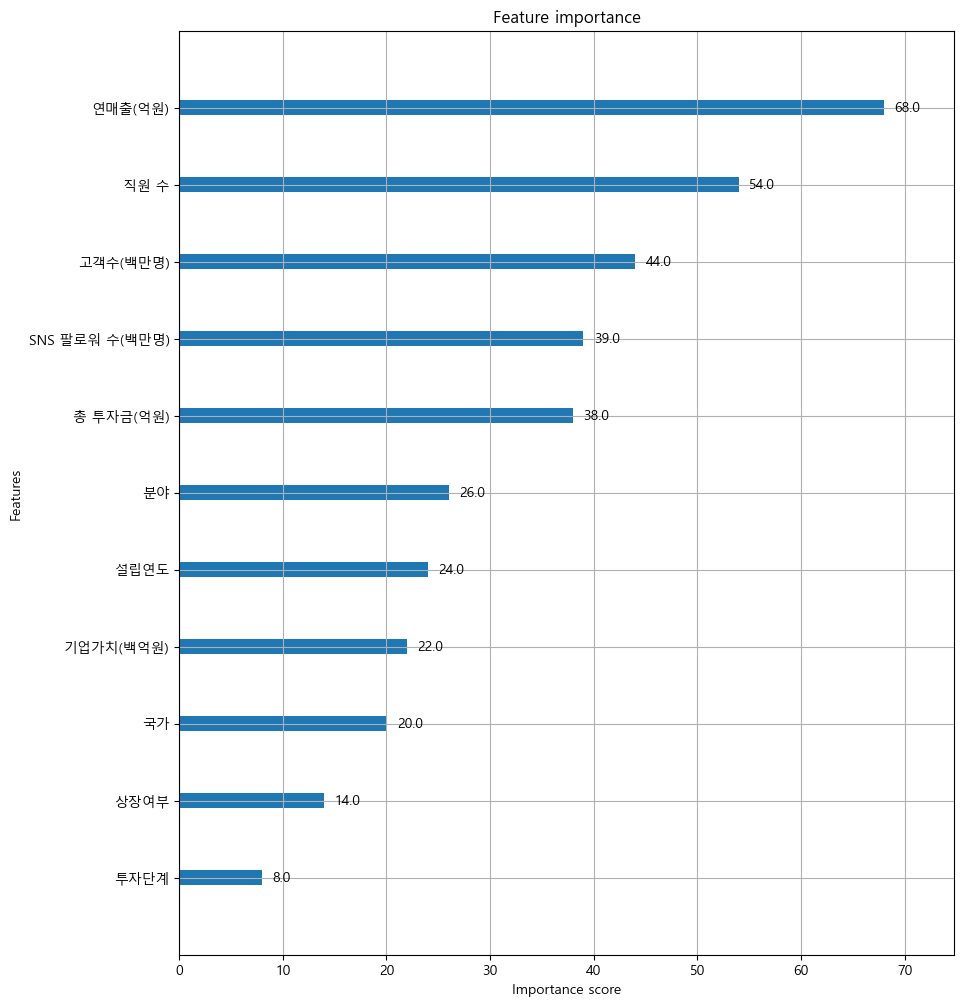 Feature importance
연매출(억원)
68.0
직원 수
54.0
고객수(백만명)
44.0
SNS 팔로워 수(백만명)
39.0
총 투자금(억원)
38.0
분야
26.0
설립연도
24.0
기업가치(백억원)
22.0
국가
20.0
상장여부
14.0
투자단계
8.0
Features
0 10 20 30 40 50 60 70
Importance score